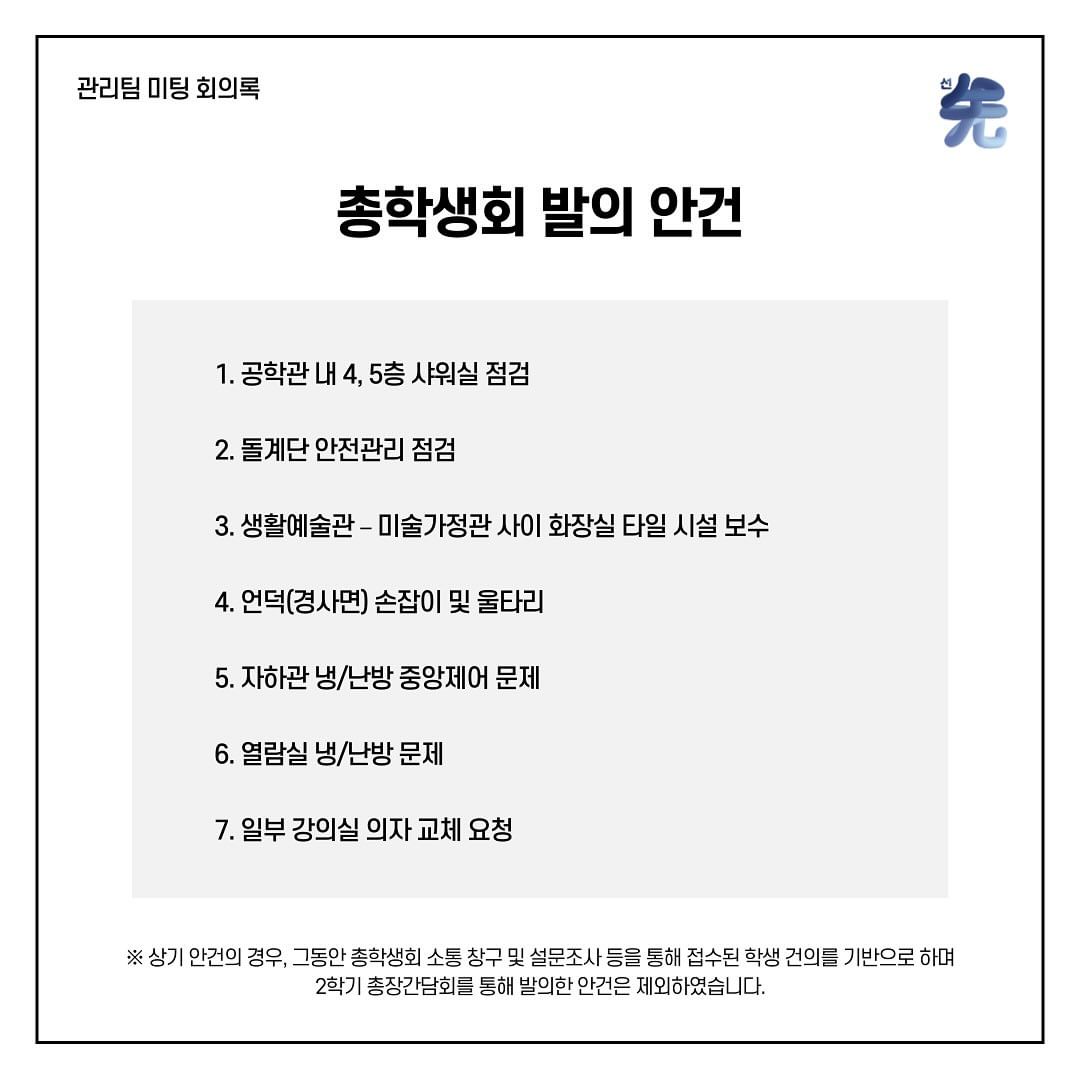 관리팀 미팅 회의록
선
先
총학생회 발의 안건
1. 공학관 내 4, 5층 샤워실 점검
2. 돌계단 안전관리 점검
3. 생활예술관 – 미술가정관 사이 화장실 타일 시설 보수
4. 언덕(경사면) 손잡이 및 울타리
5. 자하관 냉/난방 중앙제어 문제
6. 열람실 냉/난방 문제
7. 일부 강의실 의자 교체 요청
※ 상기 안건의 경우, 그동안 총학생회 소통 창구 및 설문조사 등을 통해 접수된 학생 건의를 기반으로 하며
2학기 총장간담회를 통해 발의한 안건은 제외하였습니다.